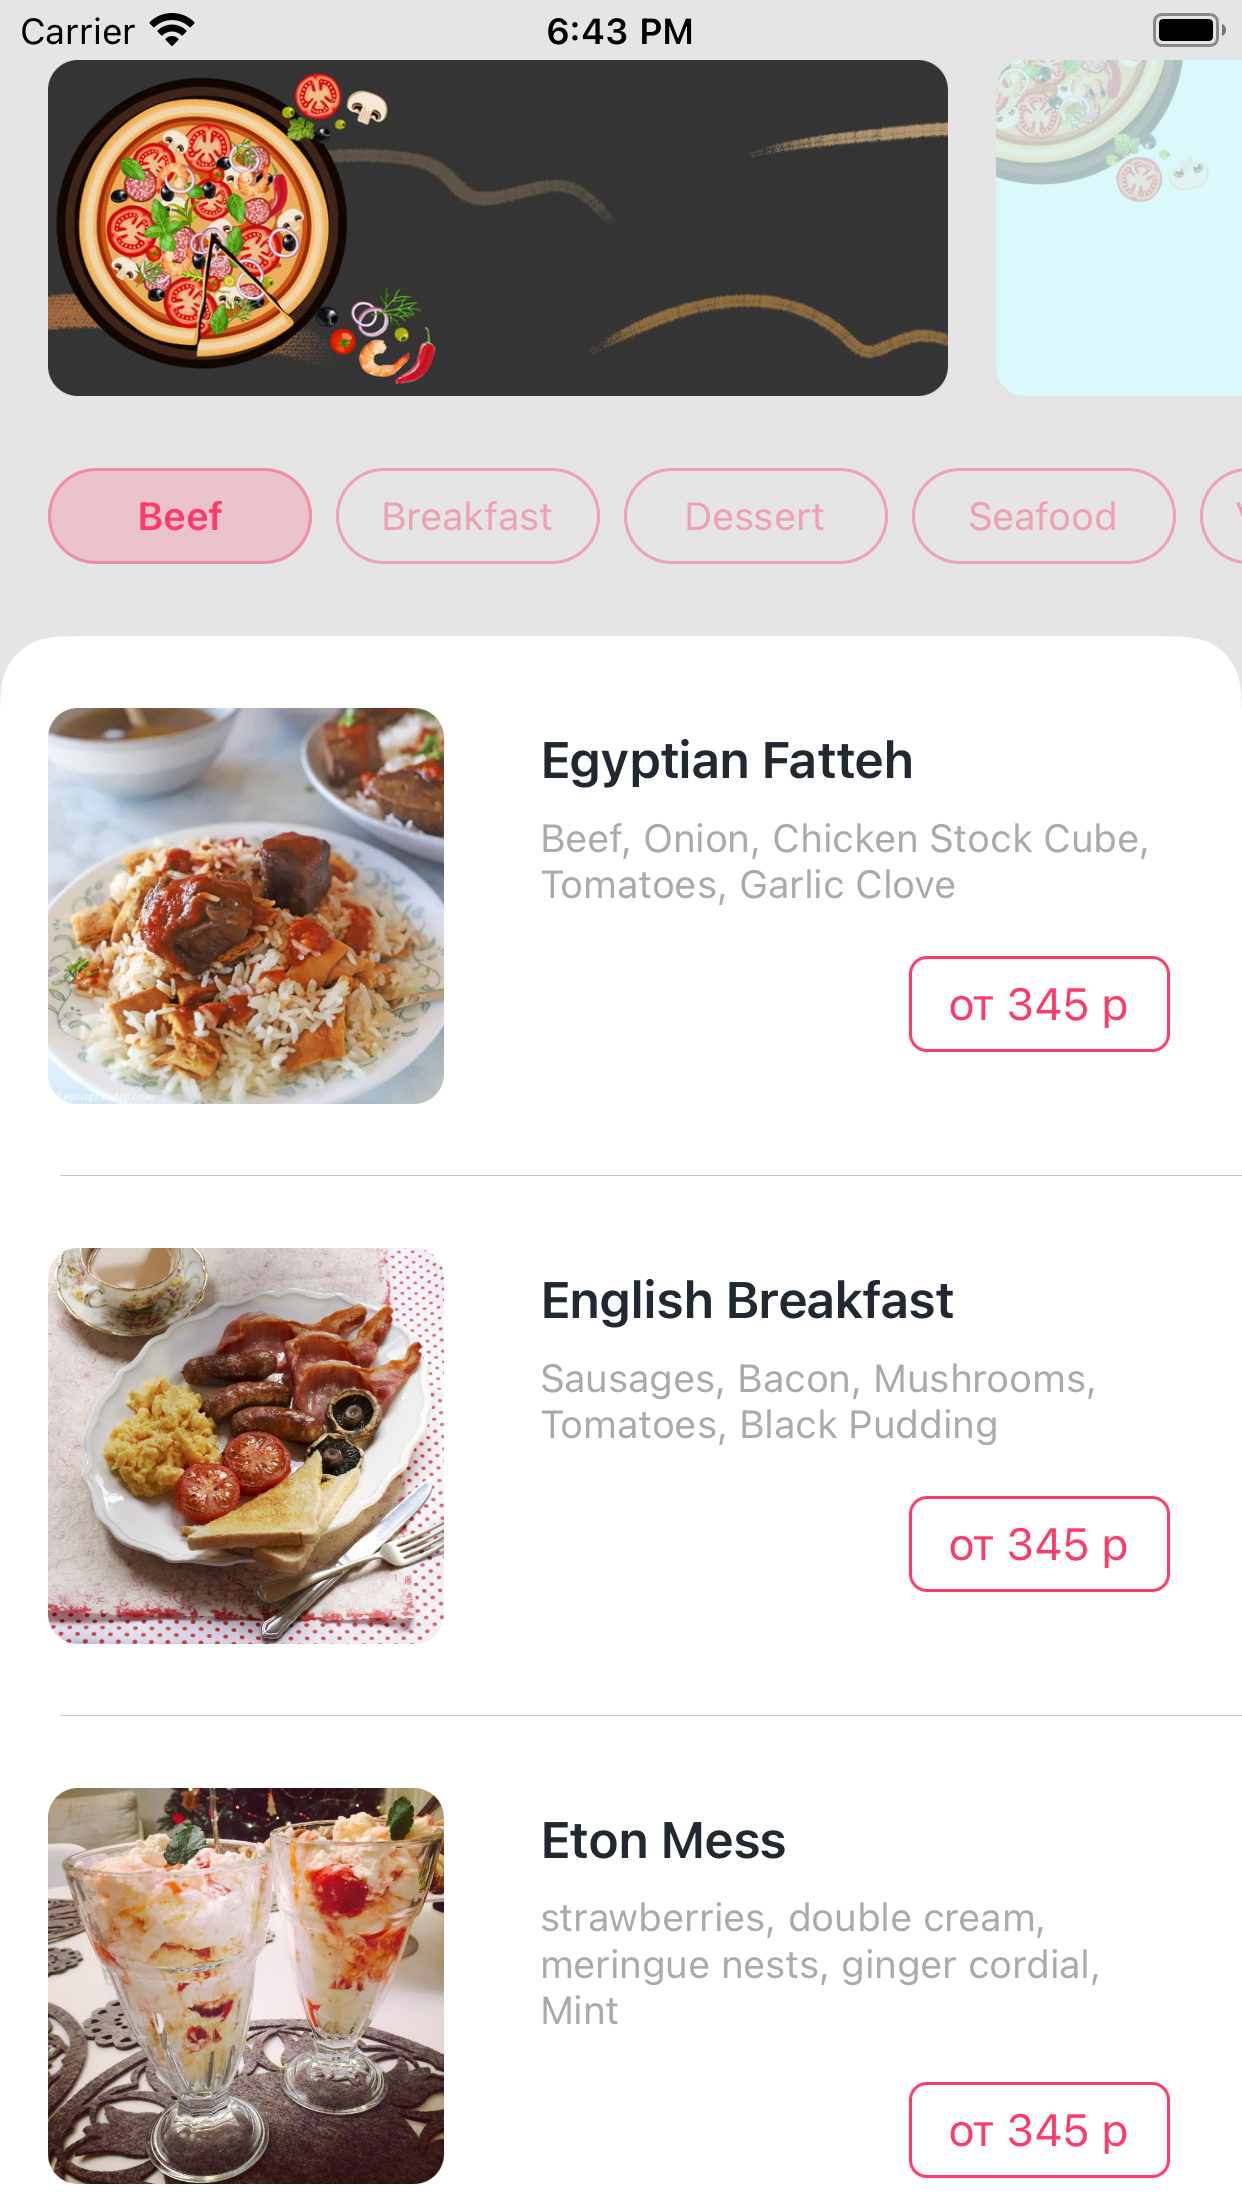 Carrier 6:43 PM
Beef Breakfast Dessert Seafood
Egyptian Fatteh
Beef, Onion, Chicken Stock Cube,
Tomatoes, Garlic Clove
от 345 р
English Breakfast
Sausages, Bacon, Mushrooms,
Tomatoes, Black Pudding
от 345 р
Eton Mess
strawberries, double cream,
meringue nests, ginger cordial,
Mint
от 345 р